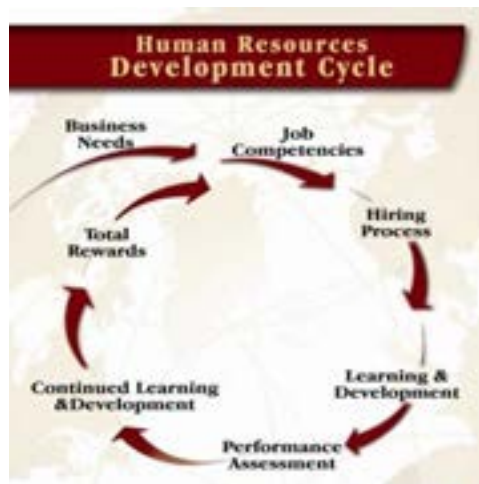 Human Resources
Development Cycle
Business
Needs
Job
Competencies
Hiring
Process
Learning &
Development
Performance
Assessment
Continued Learning
&Development
Total
Rewards